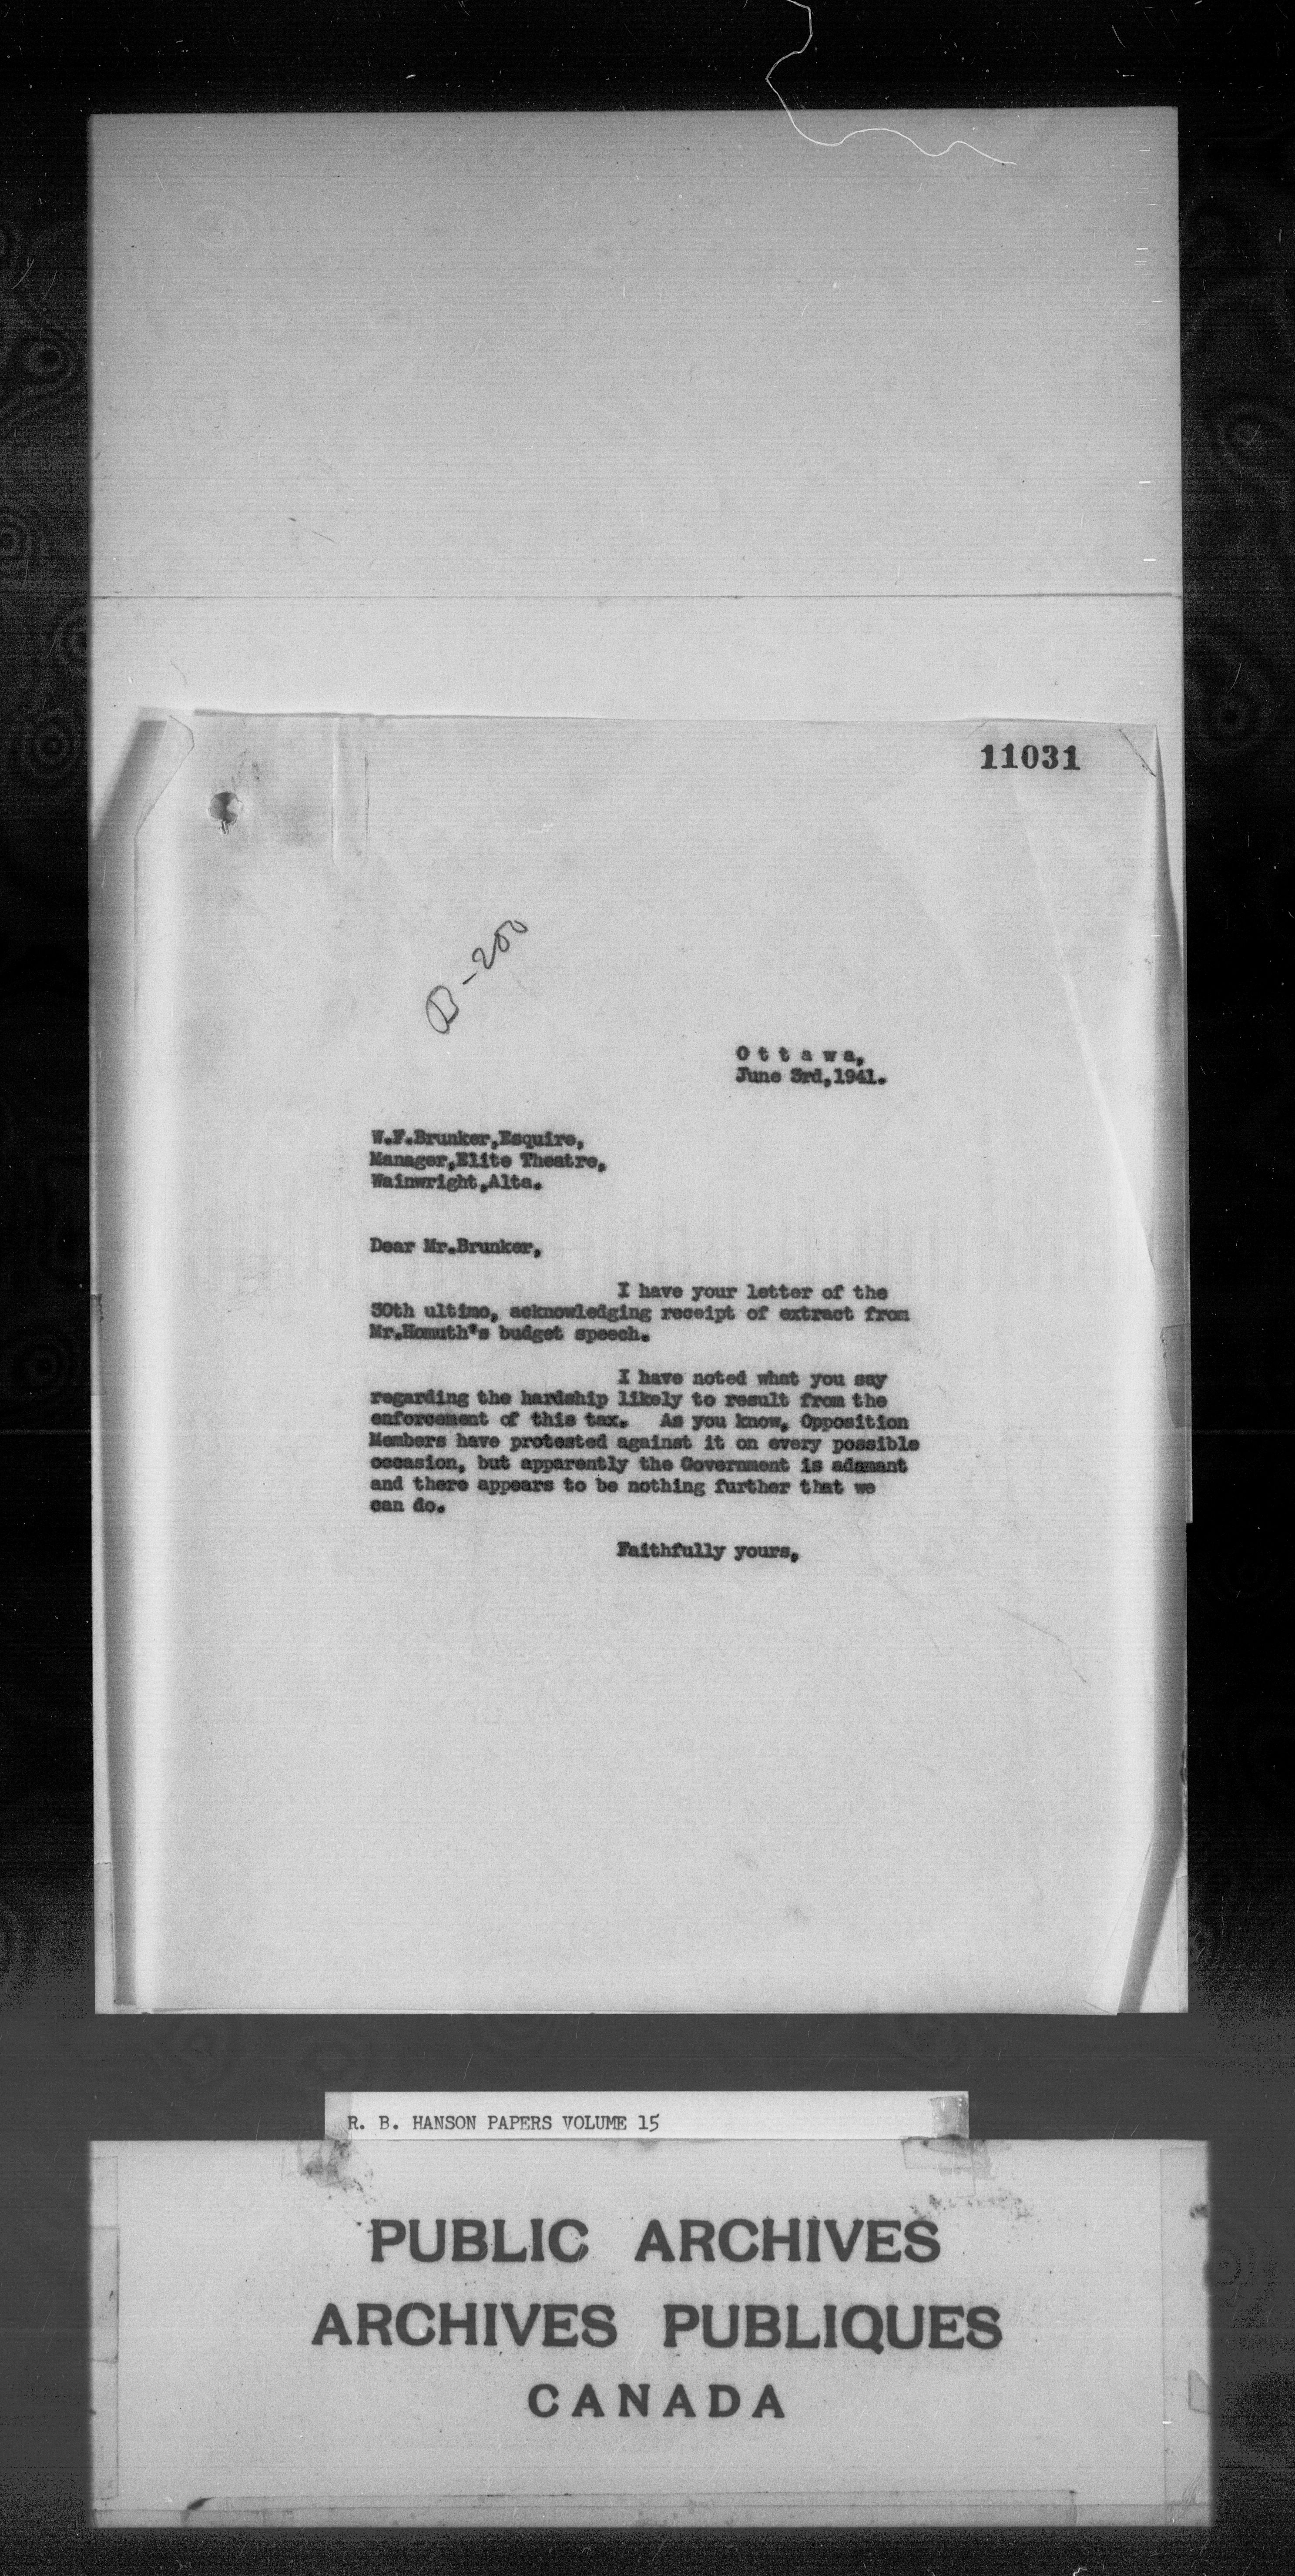 11031
B-200
O t t a w a,
June 3rd,1941.
W.F.Brunker,Esquire,
Manager,Elite Theatre,
Wainwright,Alta.
Dear Mr.Brunker,
I have your letter of the
30th ultimo, acknowledging receipt of extract from
Mr.Homuth's budget speech.
I have noted what you say
regarding the hardship likely to result from the
enforcement of this tax. As you know, Opposition
Members have protested against it on every possible
occasion, but apparently the Government is adamant
and there appears to be nothing further that we
can do.
Faithfully yours,
R. B. HANSON PAPERS VOLUME 15
PUBLIC ARCHIVES
ARCHIVES PUBLIQUES
CANADA